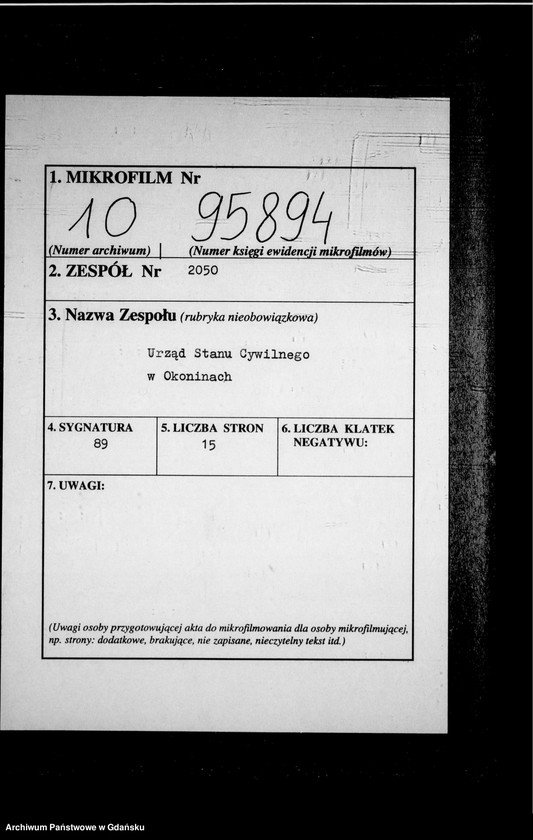 1. MIKROFILM Nr
10 95894
(Numer archiwum) (Numer księgi ewidencji mikrofilmów)
2. ZESPÓŁ Nr 2050
3. Nazwa Zespołu (rubryka nieobowiązkowa)
Urząd Stanu Cywilnego
w Okoninach
4. SYGNATURA 5. LICZBA STRON 6. LICZBA KLATEK
NEGATYWU:
89 15
7. UWAGI:
(Uwagi osoby przygotowującej akta do mikrofilmowania dla osoby mikrofilmującej,
np. strony: dodatkowe, brakujące, nie zapisane, nieczytelny tekst itd.)
Archiwum Państwowe w Gdańsku